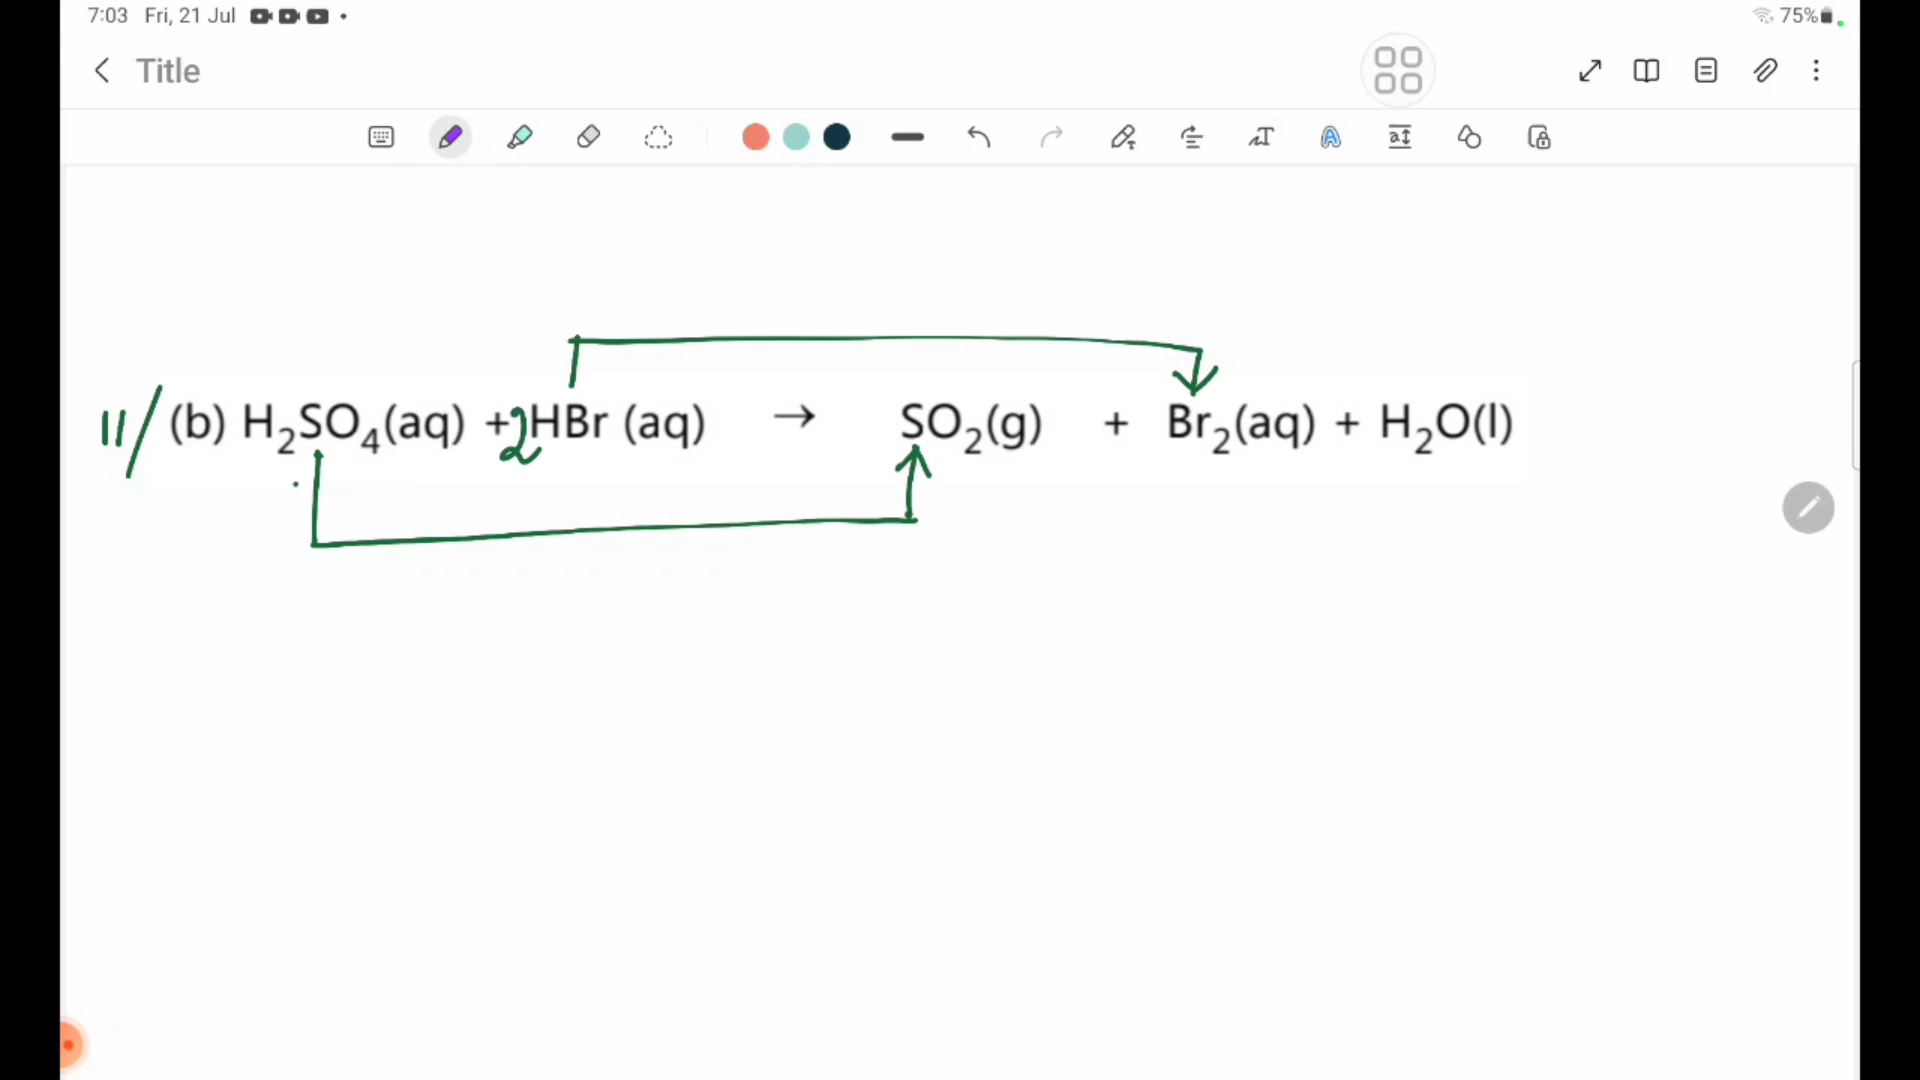 7:03 Fri, 21 Jul 75%
Title
11/ (b) H₂SO₄(aq) + 2HBr (aq) → SO₂(g) + Br₂(aq) + H₂O(l)